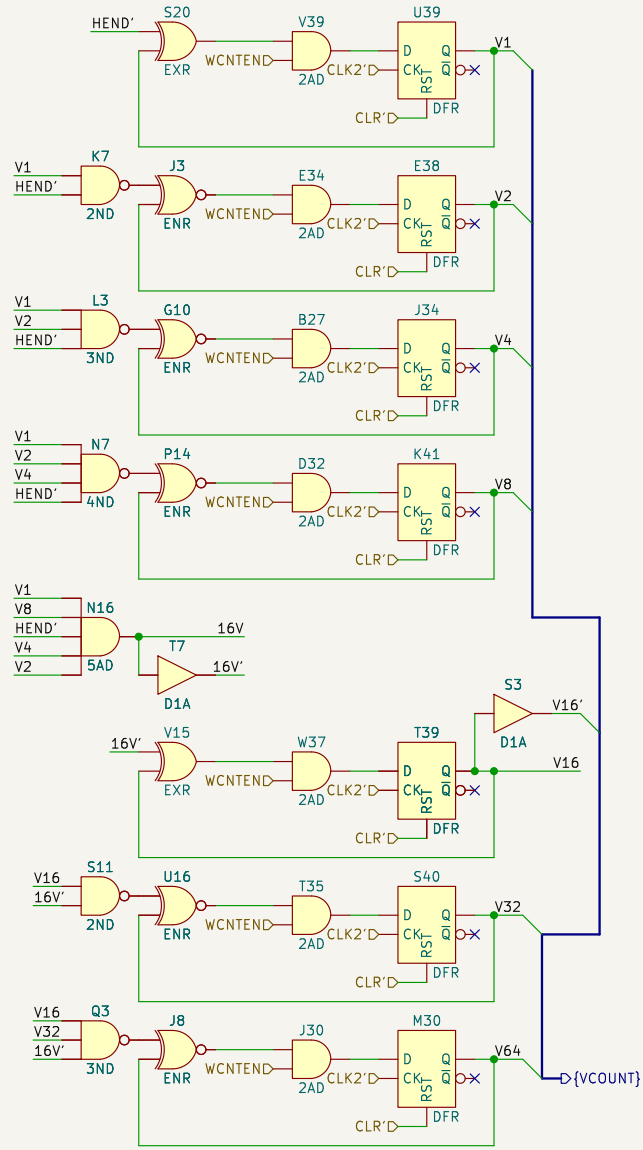 S20 V39 U39
HEND' D Q V1
WCNTEND CLK2' CK Q
EXR 2AD RST
CLR' DFR
K7 J3 E34 E38
V1
HEND' D Q V2
WCNTEND CLK2' CK Q
2ND ENR 2AD RST
CLR' DFR
L3 G10 B27 J34
V1
V2
HEND' D Q V4
WCNTEND CLK2' CK Q
3ND ENR 2AD RST
CLR' DFR
N7 P14 D32 K41
V1
V2
V4
HEND' D Q V8
WCNTEND CLK2' CK Q
4ND ENR 2AD RST
CLR' DFR
V1 N16
V8
HEND' 16V
V4 T7
V2 5AD 16V'
D1A
S3
V16'
D1A
V15 W37 T39
16V' D Q V16
WCNTEND CLK2' CK Q
EXR 2AD RST
CLR' DFR
S11 U16 T35 S40
V16
16V' D Q V32
WCNTEND CLK2' CK Q
2ND ENR 2AD RST
CLR' DFR
Q3 J8 J30 M30
V16
V32
16V' D Q V64
WCNTEND CLK2' CK Q {VCOUNT}
3ND ENR 2AD RST
CLR' DFR